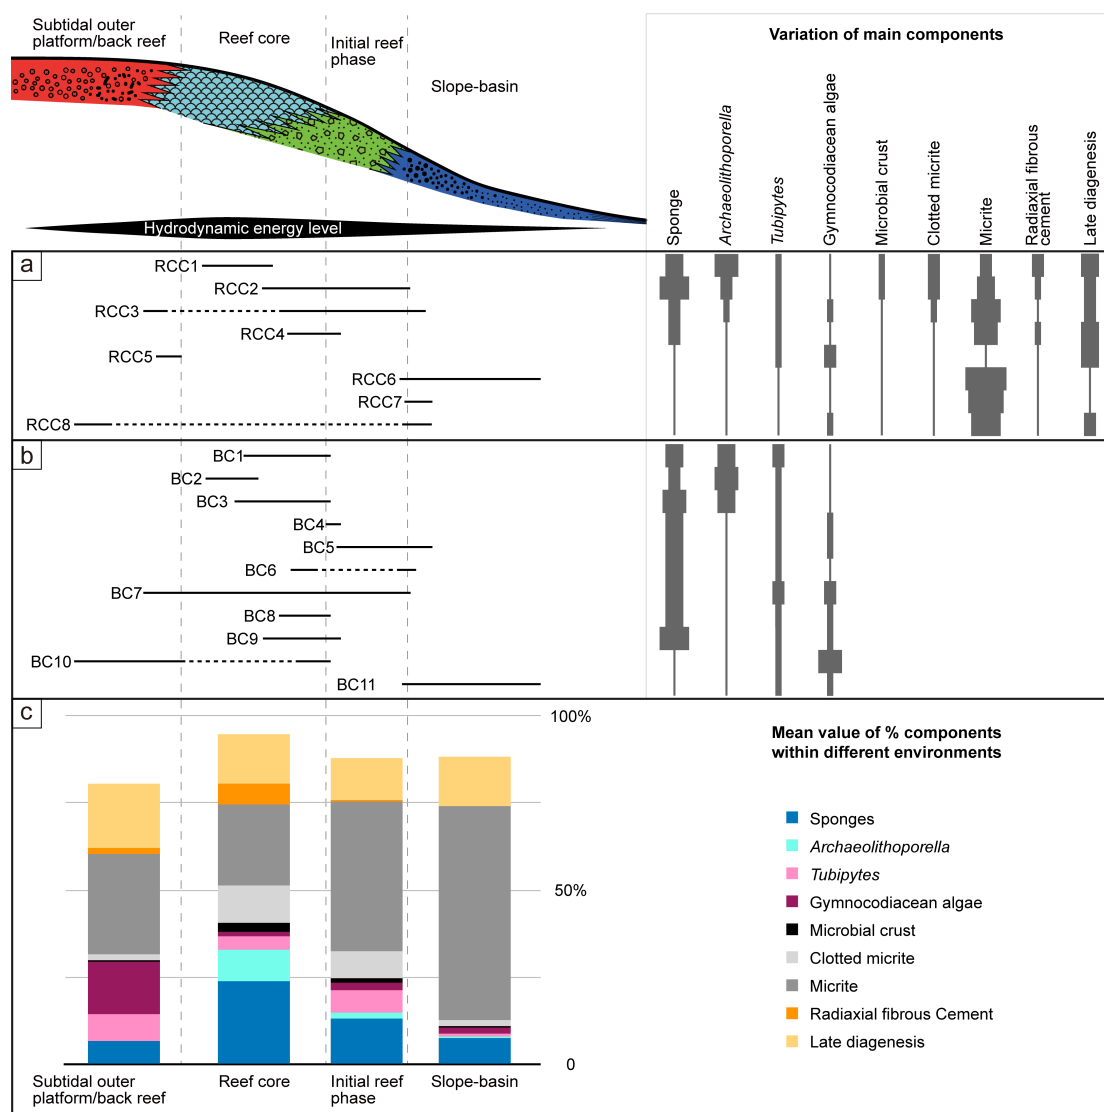 Subtidal outer
platform/back reef
Reef core
Initial reef
phase
Slope-basin
Hydrodynamic energy level
Variation of main components
Sponge
Archaeolithoporella
Tubipytes
Gymnocodiacean algae
Microbial crust
Clotted micrite
Micrite
Radiaxial fibrous
cement
Late diagenesis
a
RCC1
RCC2
RCC3
RCC4
RCC5
RCC6
RCC7
RCC8
b
BC1
BC2
BC3
BC4
BC5
BC6
BC7
BC8
BC9
BC10
BC11
c
100%
50%
0
Subtidal outer
platform/back reef
Reef core
Initial reef
phase
Slope-basin
Mean value of % components
within different environments
Sponges
Archaeolithoporella
Tubipytes
Gymnocodiacean algae
Microbial crust
Clotted micrite
Micrite
Radiaxial fibrous Cement
Late diagenesis